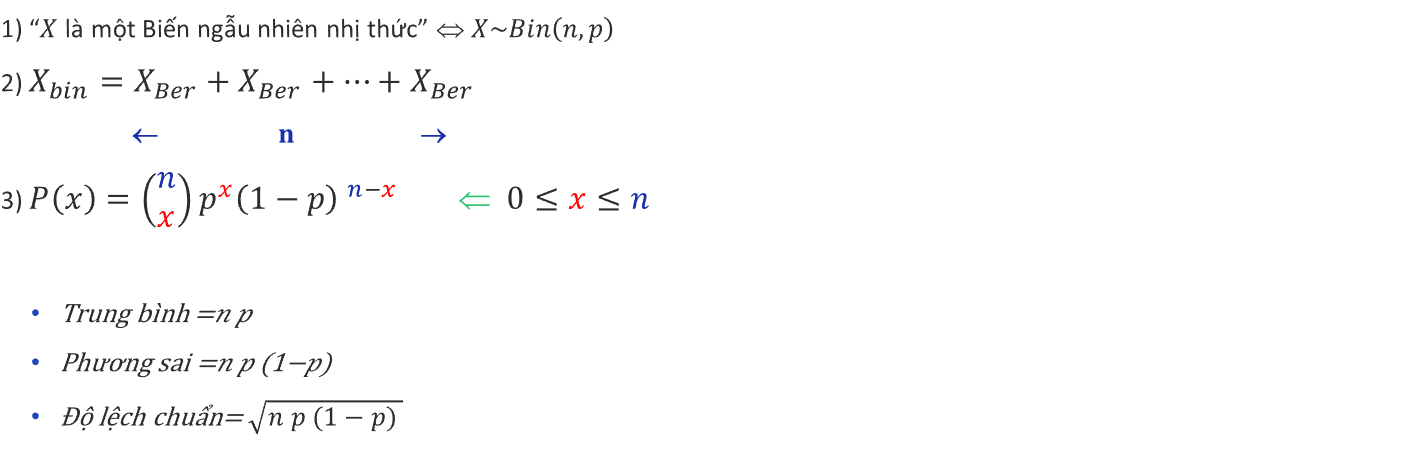 1) “X là một Biến ngẫu nhiên nhị thức” ⇔ X~Bin(n, p)
2) X_bin = X_Ber + X_Ber + ⋯ + X_Ber
← n →
3) P(x) = (n x) p^x (1 − p)^(n−x) ⇐ 0 ≤ x ≤ n
• Trung bình =n p
• Phương sai =n p (1−p)
• Độ lệch chuẩn= √(n p (1 − p))